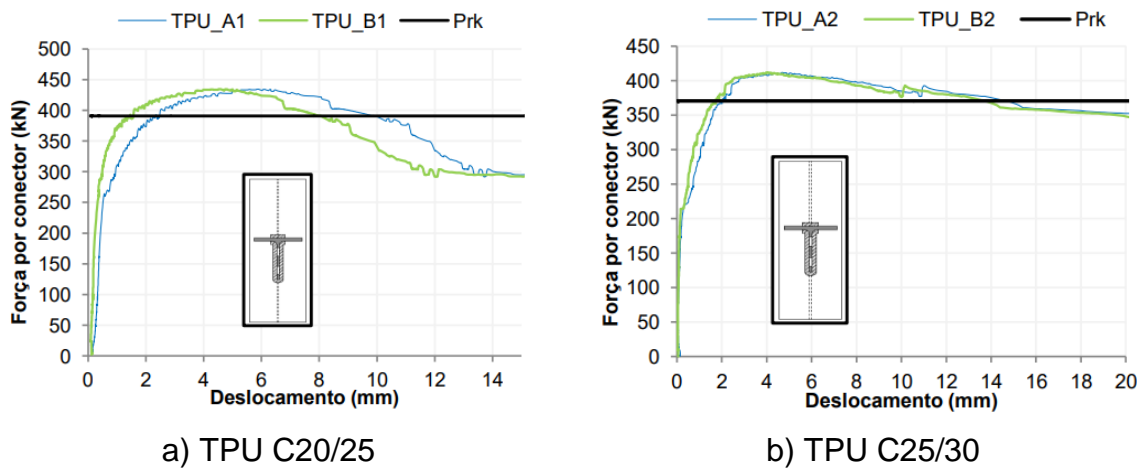 TPU_A1 TPU_B1 Prk
Força por conector (kN)
500
450
400
350
300
250
200
150
100
50
0
0 2 4 6 8 10 12 14
Deslocamento (mm)
a) TPU C20/25
TPU_A2 TPU_B2 Prk
Força por conector (kN)
450
400
350
300
250
200
150
100
50
0
0 2 4 6 8 10 12 14 16 18 20
Deslocamento (mm)
b) TPU C25/30